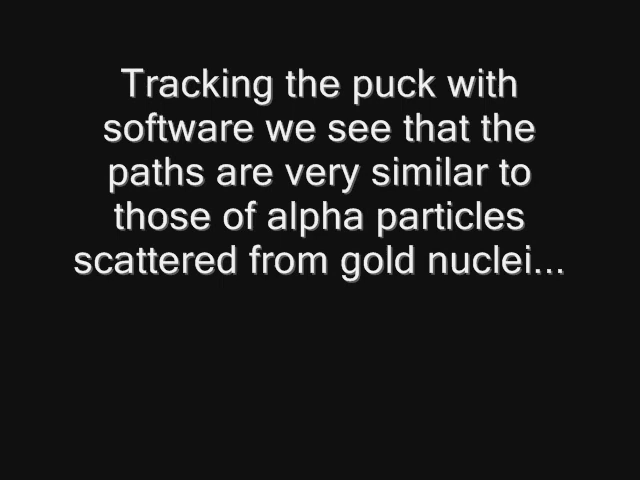 Tracking the puck with
software we see that the
paths are very similar to
those of alpha particles
scattered from gold nuclei...